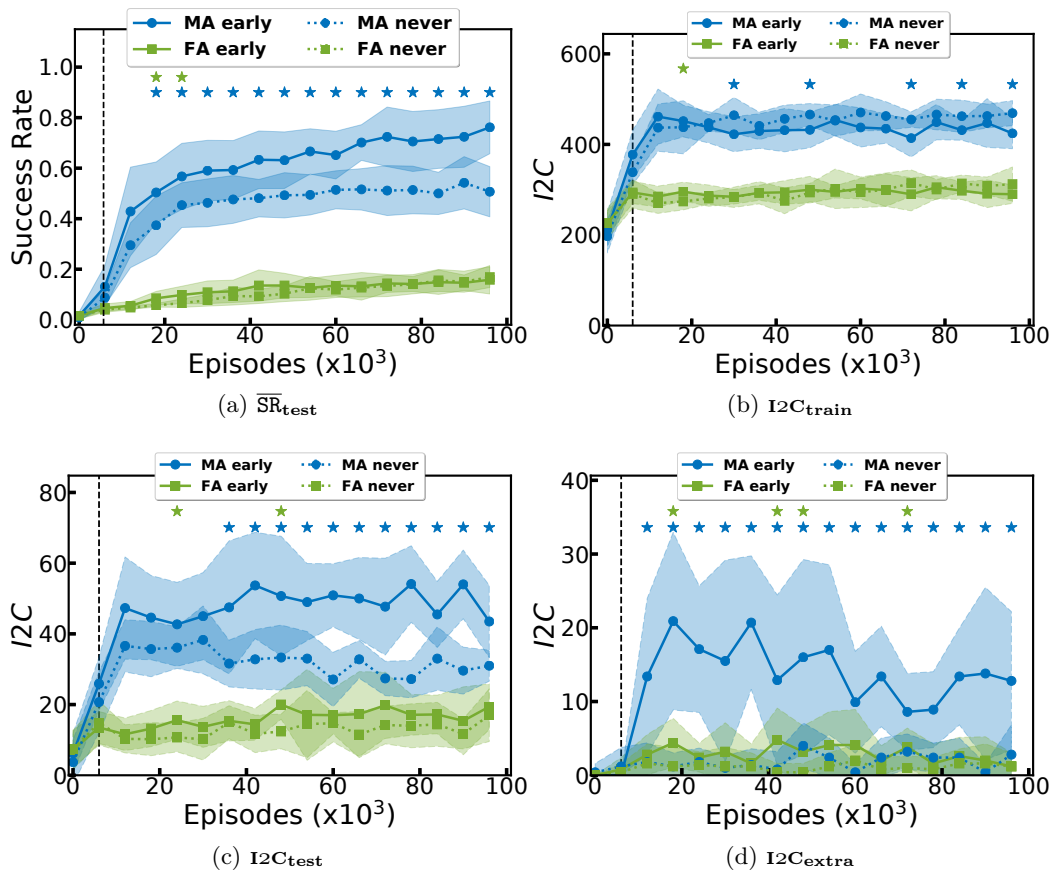 MA early MA never
FA early FA never
Success Rate
1.0
0.8
0.6
0.4
0.2
0.0
0 20 40 60 80 100
Episodes (x10³)
(a) S̅R̅test
MA early MA never
FA early FA never
I2C
600
400
200
0
0 20 40 60 80 100
Episodes (x10³)
(b) I2Ctrain
MA early MA never
FA early FA never
I2C
80
60
40
20
0
0 20 40 60 80 100
Episodes (x10³)
(c) I2Ctest
MA early MA never
FA early FA never
I2C
40
30
20
10
0
0 20 40 60 80 100
Episodes (x10³)
(d) I2Cextra